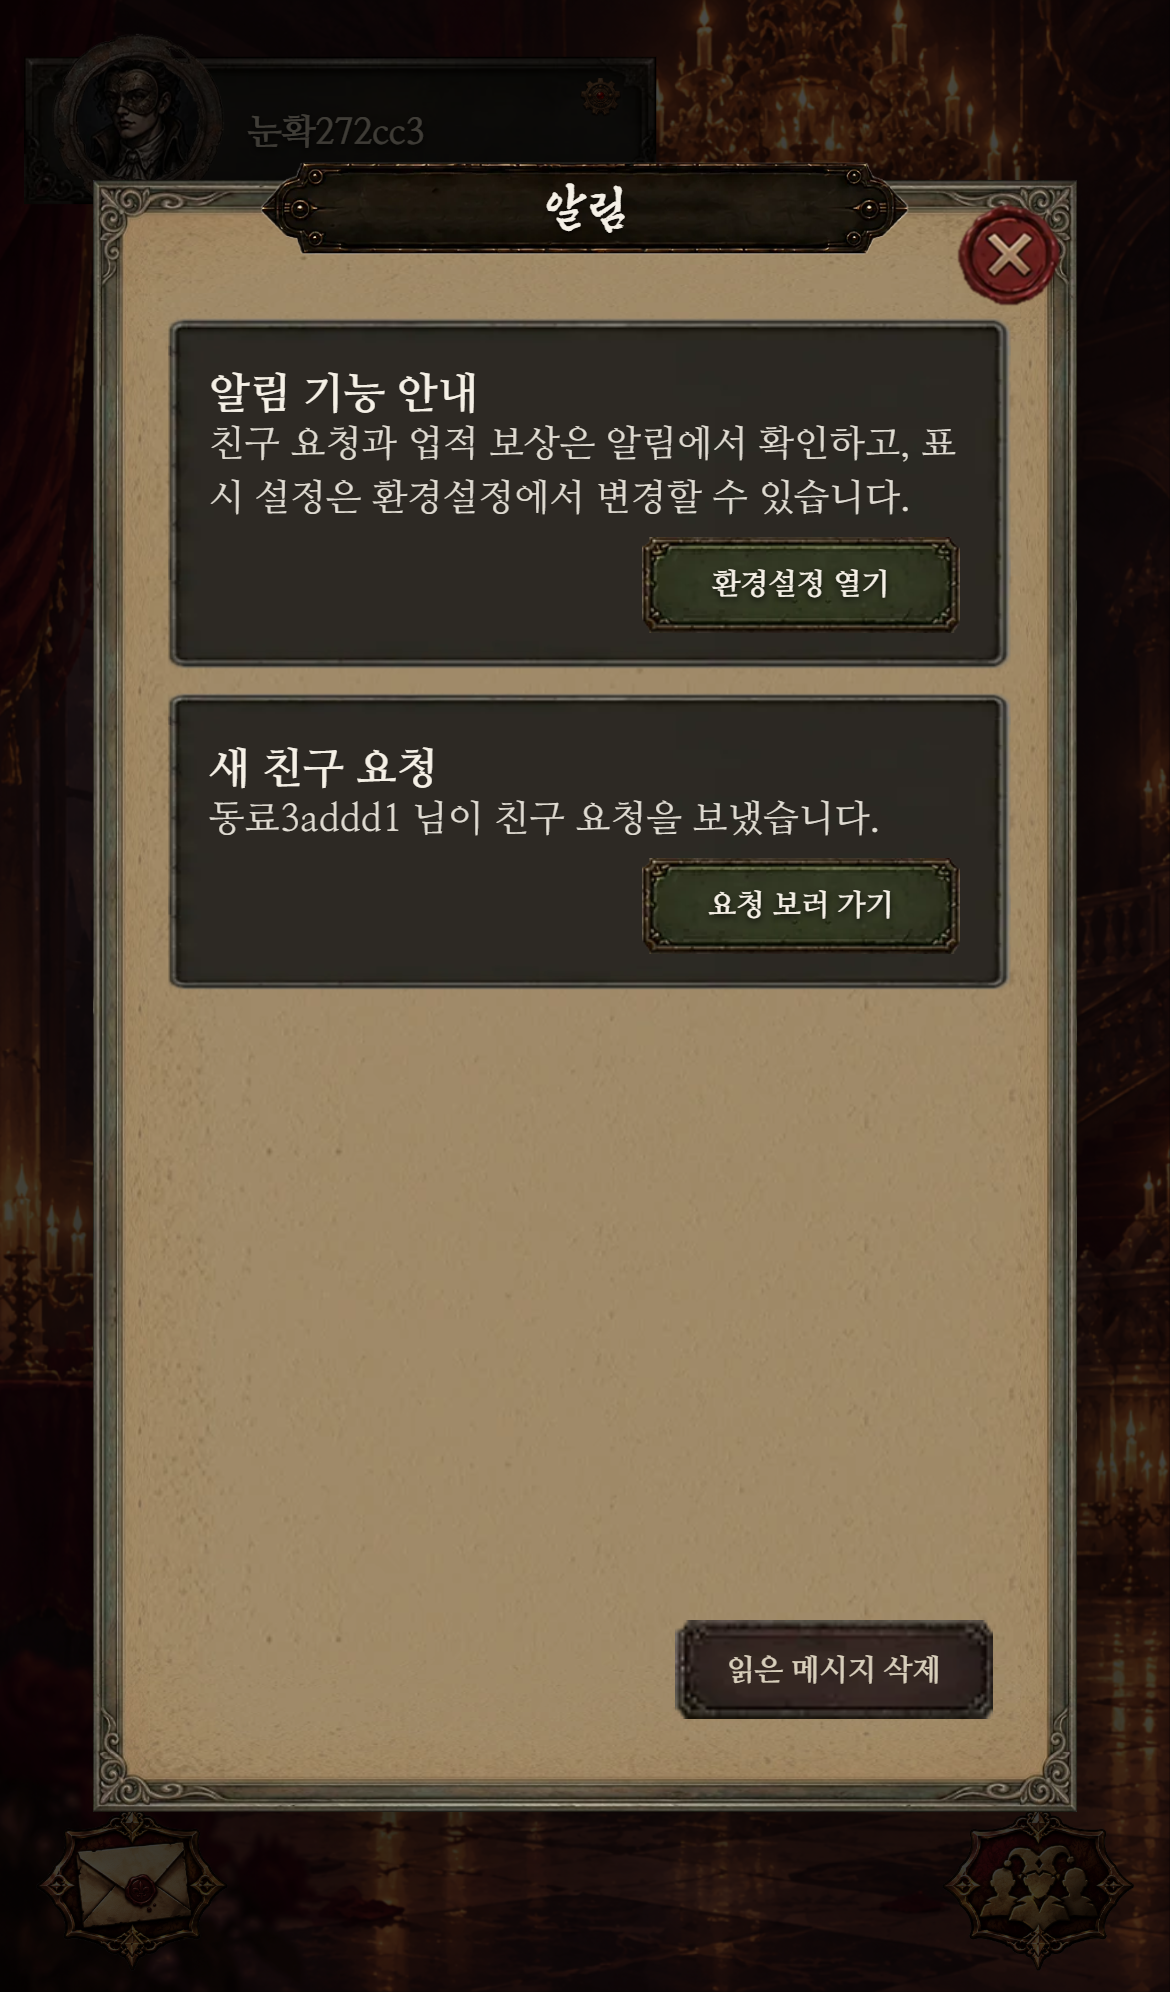 눈확272cc3
알림
알림 기능 안내
친구 요청과 업적 보상은 알림에서 확인하고, 표
시 설정은 환경설정에서 변경할 수 있습니다.
환경설정 열기
새 친구 요청
동료3addd1 님이 친구 요청을 보냈습니다.
요청 보러 가기
읽은 메시지 삭제